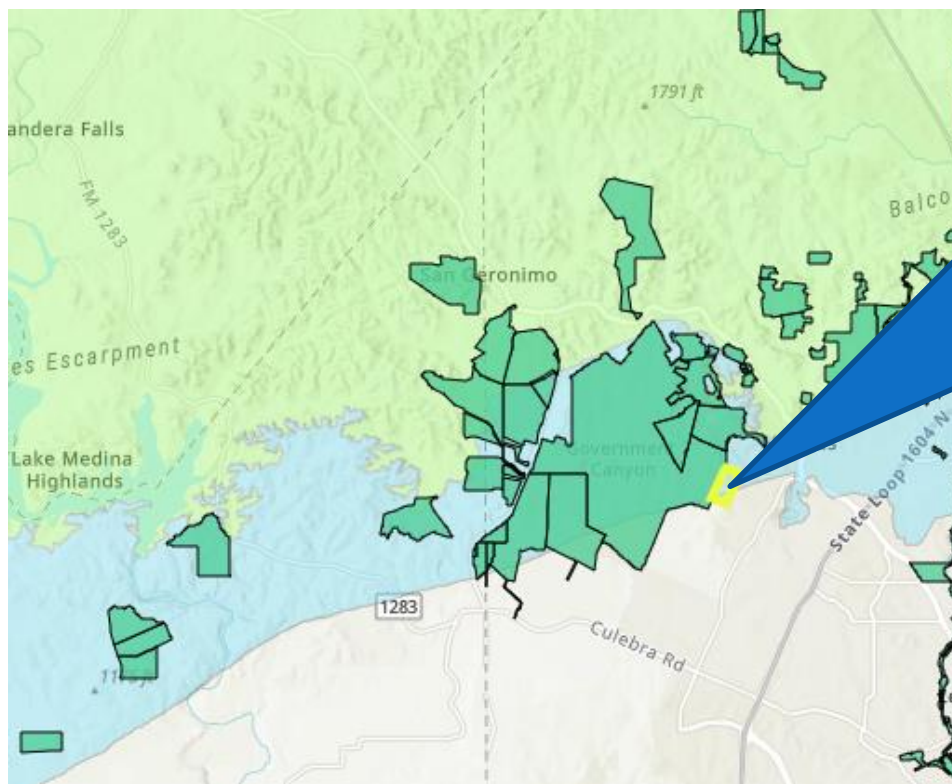 1791 ft
andera Falls
FM 1283
Balco
San Geronimo
es Escarpment
Government
Canyon
Lake Medina
Highlands
State Loop 1604 N
1283
Culebra Rd